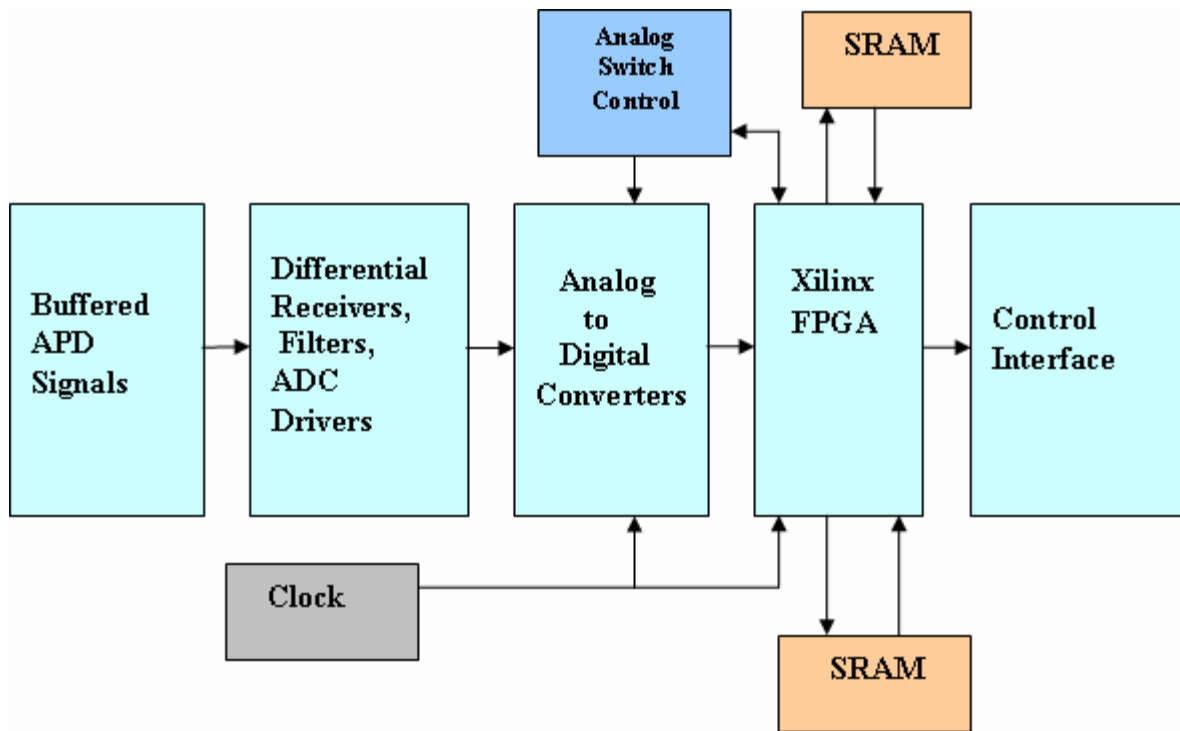 Analog
Switch
Control
SRAM
Buffered
APD
Signals
Differential
Receivers,
Filters,
ADC
Drivers
Analog
to
Digital
Converters
Xilinx
FPGA
Control
Interface
Clock
SRAM